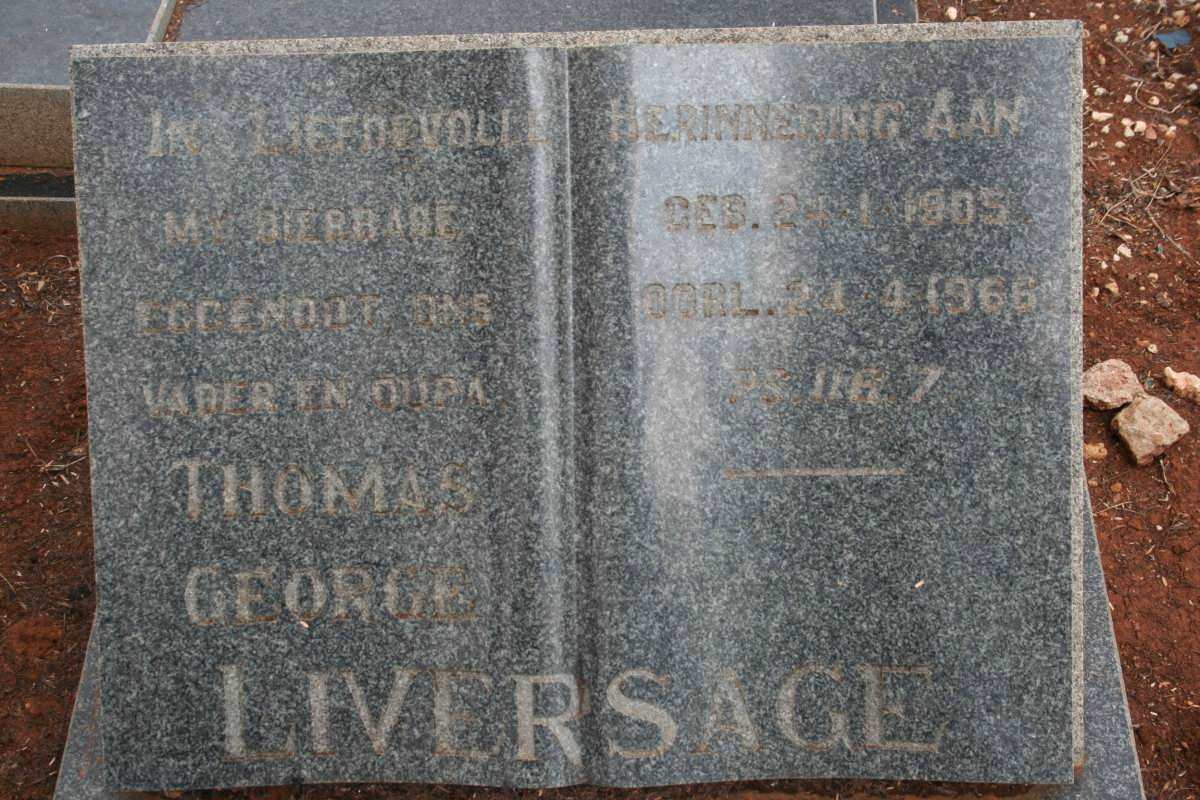 IN LIEFDEVOLLE HERINNERING AAN
MY DIERBARE
EGGENOOT, ONS
VADER EN OUPA.
THOMAS
GEORGE
GEB. 24-1-1905.
OORL. 24-4-1966.
PS. 116. 7.
LIVERSAGE